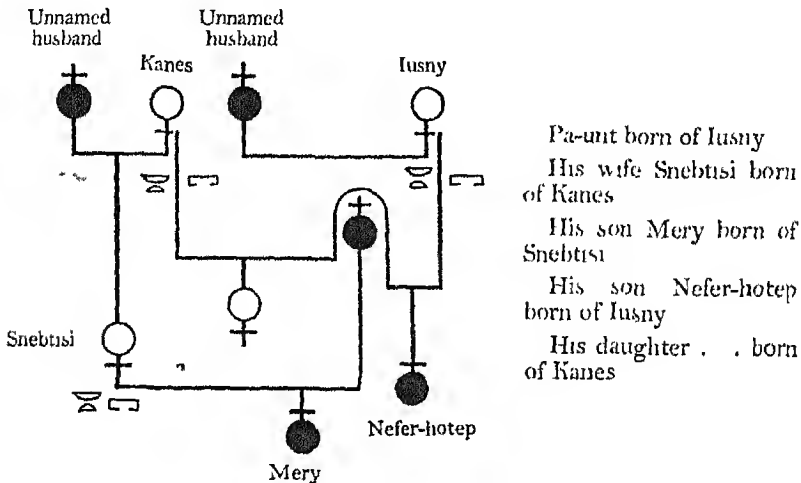 Unnamed
husband
Unnamed
husband
Kanes
Iusny
Pa-unt born of Iusny
His wife Snebtisi born
of Kanes
His son Mery born of
Snebtisi
His son Nefer-hotep
born of Iusny
His daughter . . born
of Kanes
Snebtisi
Nefer-hotep
Mery